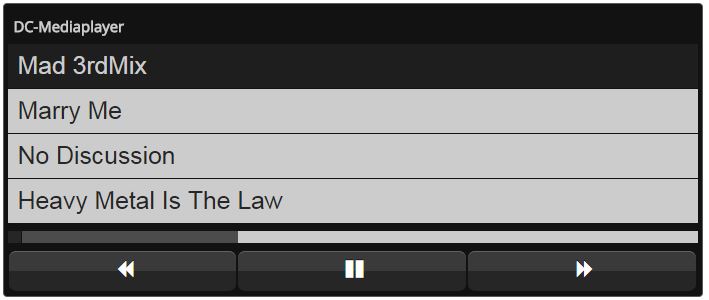 DC-Mediaplayer
Mad 3rdMix
Marry Me
No Discussion
Heavy Metal Is The Law